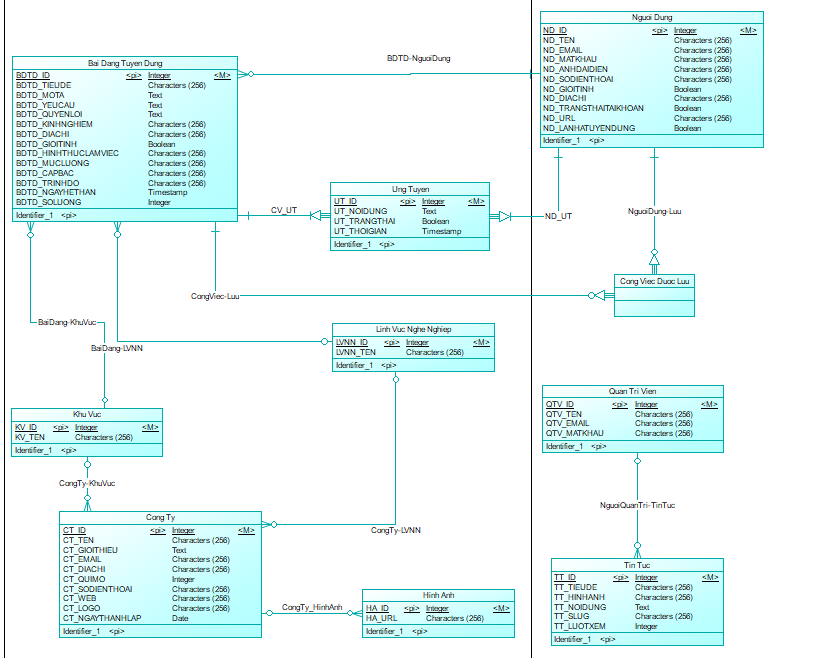 Bai Dang Tuyen Dung
BDTD_ID <pi> Integer <M>
BDTD_TIEUDE Characters (256)
BDTD_MOTA Text
BDTD_YEUCAU Text
BDTD_QUYENLOI Text
BDTD_KINHNGHIEM Characters (256)
BDTD_DIACHI Characters (256)
BDTD_GIOITINH Boolean
BDTD_HINHTHUCLAMVIEC Characters (256)
BDTD_MUCLUONG Characters (256)
BDTD_CAPBAC Characters (256)
BDTD_TRINHDO Characters (256)
BDTD_NGAYHETHAN Timestamp
BDTD_SOLUONG Integer
Identifier_1 <pi>
BDTD-NguoiDung
Nguoi Dung
ND_ID <pi> Integer <M>
ND_TEN Characters (256)
ND_EMAIL Characters (256)
ND_MATKHAU Characters (256)
ND_ANHDAIDIEN Characters (256)
ND_SODIENTHOAI Characters (256)
ND_GIOITINH Boolean
ND_DIACHI Characters (256)
ND_TRANGTHAITAIKHOAN Boolean
ND_URL Characters (256)
ND_LANHATUYENDUNG Boolean
Identifier_1 <pi>
CV_UT
Ung Tuyen
UT_ID <pi> Integer <M>
UT_NOIDUNG Text
UT_TRANGTHAI Boolean
UT_THOIGIAN Timestamp
Identifier_1 <pi>
ND_UT
NguoiDung-Luu
Cong Viec Duoc Luu
CongViec-Luu
BaiDang-KhuVuc
BaiDang-LVNN
Linh Vuc Nghe Nghiep
LVNN_ID <pi> Integer <M>
LVNN_TEN Characters (256)
Identifier_1 <pi>
Khu Vuc
KV_ID <pi> Integer <M>
KV_TEN Characters (256)
Identifier_1 <pi>
Quan Tri Vien
QTV_ID <pi> Integer <M>
QTV_TEN Characters (256)
QTV_EMAIL Characters (256)
QTV_MATKHAU Characters (256)
Identifier_1 <pi>
CongTy-KhuVuc
NguoiQuanTri-TinTuc
Cong Ty
CT_ID <pi> Integer <M>
CT_TEN Characters (256)
CT_GIOITHIEU Text
CT_EMAIL Characters (256)
CT_DIACHI Characters (256)
CT_QUIMO Integer
CT_SODIENTHOAI Characters (256)
CT_WEB Characters (256)
CT_LOGO Characters (256)
CT_NGAYTHANHLAP Date
Identifier_1 <pi>
CongTy-LVNN
CongTy_HinhAnh
Hinh Anh
HA_ID <pi> Integer <M>
HA_URL Characters (256)
Identifier_1 <pi>
Tin Tuc
TT_ID <pi> Integer <M>
TT_TIEUDE Characters (256)
TT_HINHANH Characters (256)
TT_NOIDUNG Text
TT_SLUG Characters (256)
TT_LUOTXEM Integer
Identifier_1 <pi>